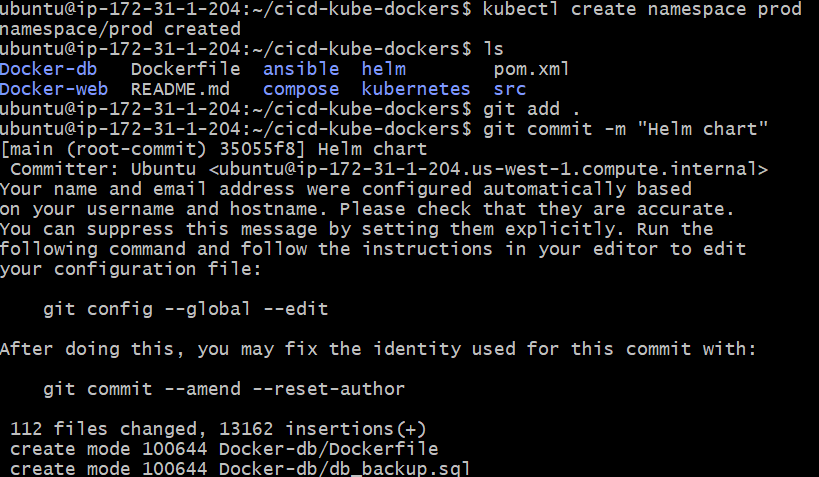 ubuntu@ip-172-31-1-204:~/cicd-kube-dockers$ kubectl create namespace prod
namespace/prod created
ubuntu@ip-172-31-1-204:~/cicd-kube-dockers$ ls
Docker-db   Dockerfile  ansible  helm        pom.xml
Docker-web  README.md   compose  kubernetes  src
ubuntu@ip-172-31-1-204:~/cicd-kube-dockers$ git add .
ubuntu@ip-172-31-1-204:~/cicd-kube-dockers$ git commit -m "Helm chart"
[main (root-commit) 35055f8] Helm chart
 Committer: Ubuntu <ubuntu@ip-172-31-1-204.us-west-1.compute.internal>
Your name and email address were configured automatically based
on your username and hostname. Please check that they are accurate.
You can suppress this message by setting them explicitly. Run the
following command and follow the instructions in your editor to edit
your configuration file:

    git config --global --edit

After doing this, you may fix the identity used for this commit with:

    git commit --amend --reset-author

 112 files changed, 13162 insertions(+)
 create mode 100644 Docker-db/Dockerfile
 create mode 100644 Docker-db/db_backup.sql